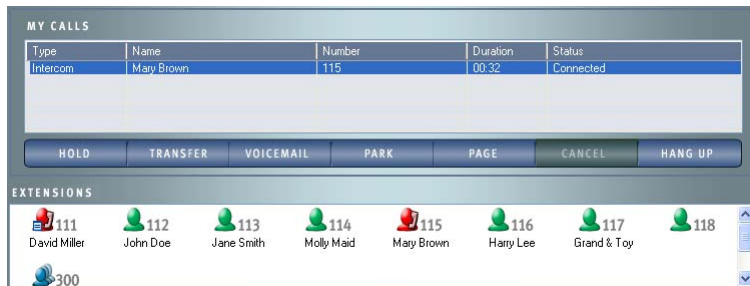 MY CALLS
Type Name Number Duration Status
Intercom Mary Brown 115 00:32 Connected
HOLD TRANSFER VOICEMAIL PARK PAGE CANCEL HANG UP
EXTENSIONS
111 112 113 114 115 116 117 118
David Miller John Doe Jane Smith Molly Maid Mary Brown Harry Lee Grand & Toy
300